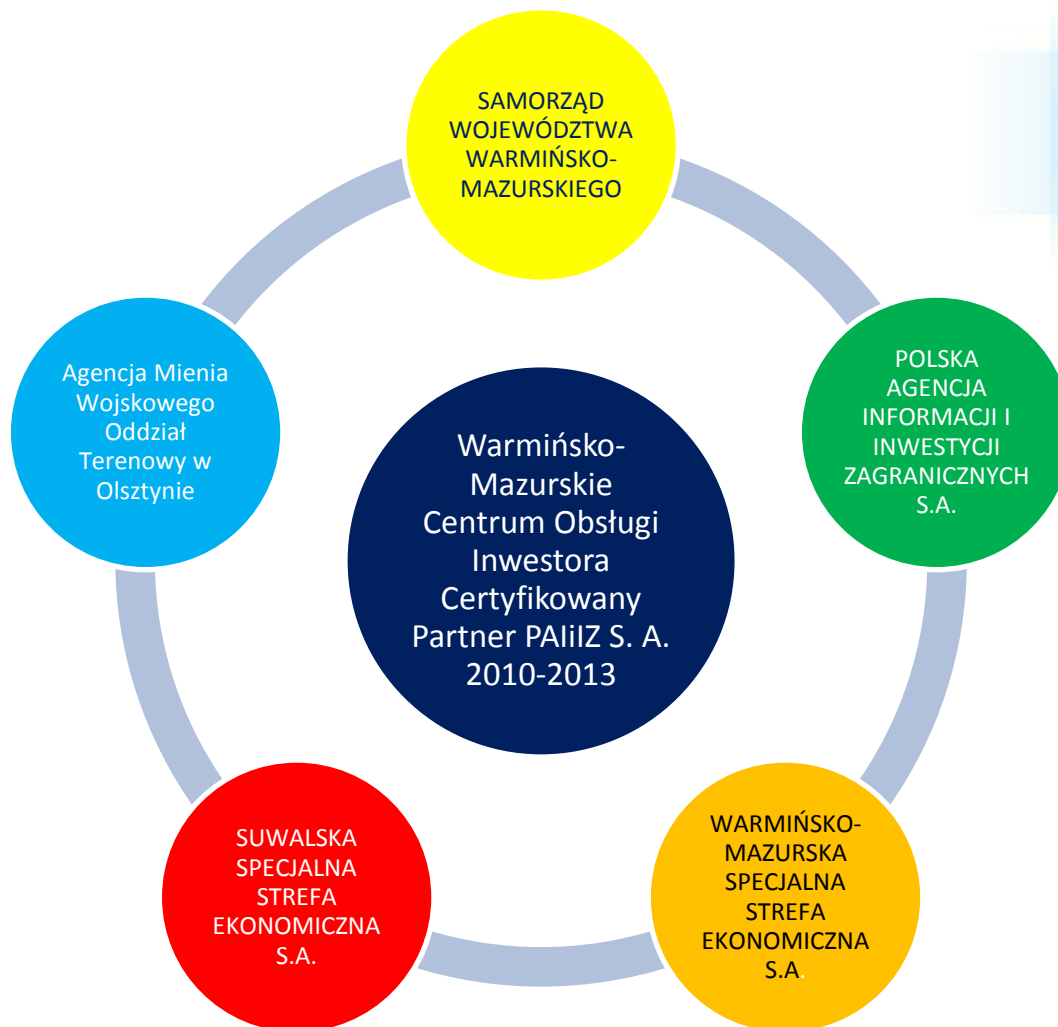 SAMORZĄD
WOJEWÓDZTWA
WARMIŃSKO-
MAZURSKIEGO
Agencja Mienia
Wojskowego
Oddział
Terenowy w
Olsztynie
POLSKA
AGENCJA
INFORMACJI I
INWESTYCJI
ZAGRANICZNYCH
S.A.
Warmińsko-
Mazurskie
Centrum Obsługi
Inwestora
Certyfikowany
Partner PAIiIZ S. A.
2010-2013
SUWALSKA
SPECJALNA
STREFA
EKONOMICZNA
S.A.
WARMIŃSKO-
MAZURSKA
SPECJALNA
STREFA
EKONOMICZNA
S.A.